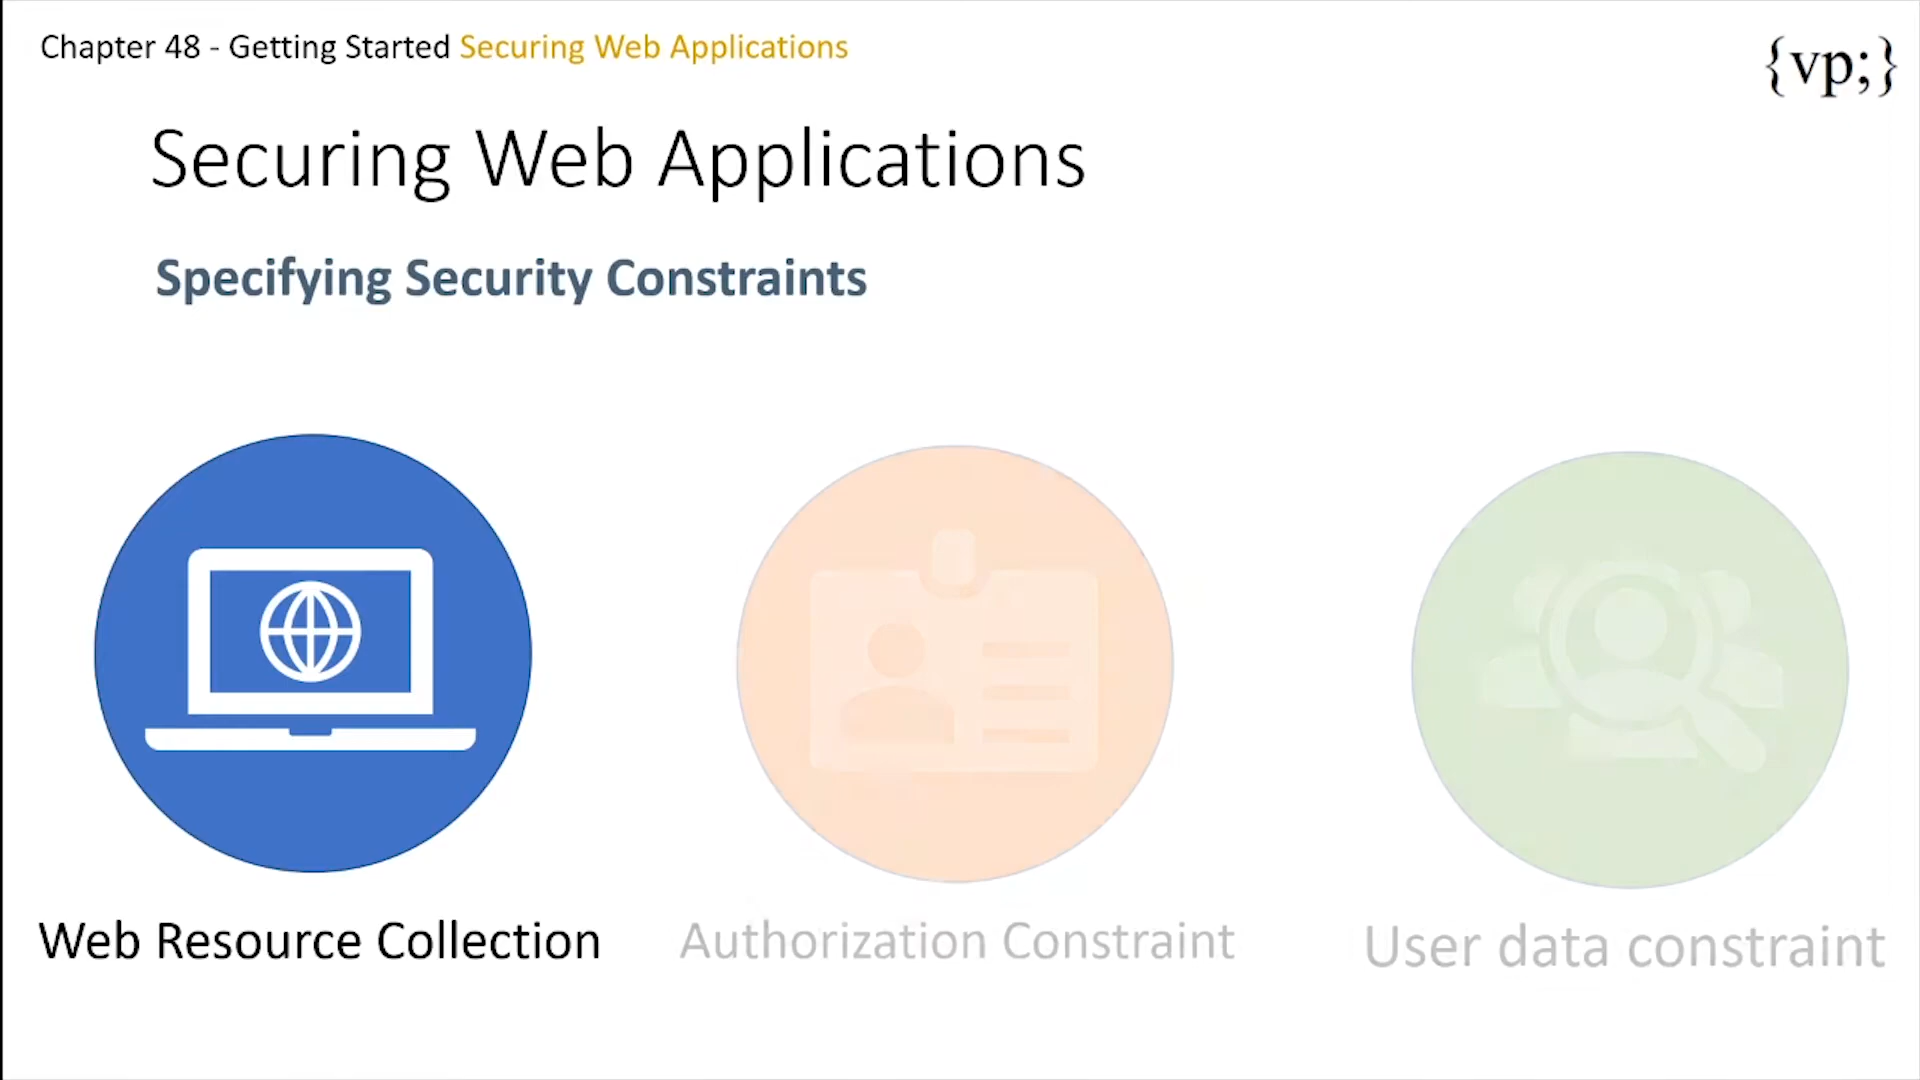 Chapter 48 - Getting Started Securing Web Applications
{vp;}
Securing Web Applications
Specifying Security Constraints
Web Resource Collection
Authorization Constraint
User data constraint